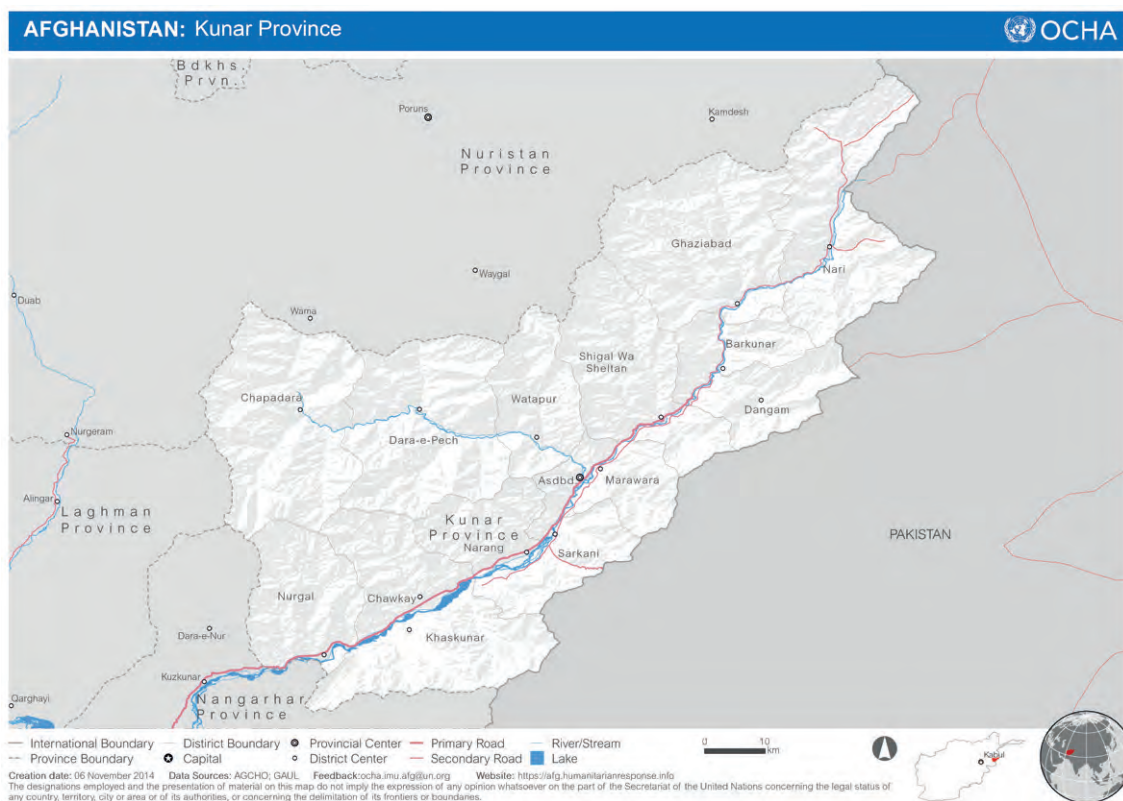 AFGHANISTAN: Kunar Province
OCHA
Bdkhs.
Prvn.
Poruns
Kamdesh
Nuristan
Province
Ghaziabad
Waygal
Nari
Duab
Wama
Barkunar
Shigal Wa
Sheltan
Chapadara
Watapur
Dangam
Nurgeram
Dara-e-Pech
Asdbd
Marawara
Alingar
Laghman
Province
Kunar
Province
Narang
Sarkani
PAKISTAN
Nurgal
Chawkay
Dara-e-Nur
Khaskunar
Kuzkunar
Qarghayi
Nangarhar
Province
International Boundary District Boundary Provincial Center Primary Road River/Stream 0 10
Province Boundary Capital District Center Secondary Road Lake km
Kabul
Creation date: 06 November 2014 Data Sources: AGCHO; GAUL Feedback:ocha.imu.afg@un.org Website: https://afg.humanitarianresponse.info
The designations employed and the presentation of material on this map do not imply the expression of any opinion whatsoever on the part of the Secretariat of the United Nations concerning the legal status of
any country, territory, city or area or of its authorities, or concerning the delimitation of its frontiers or boundaries.